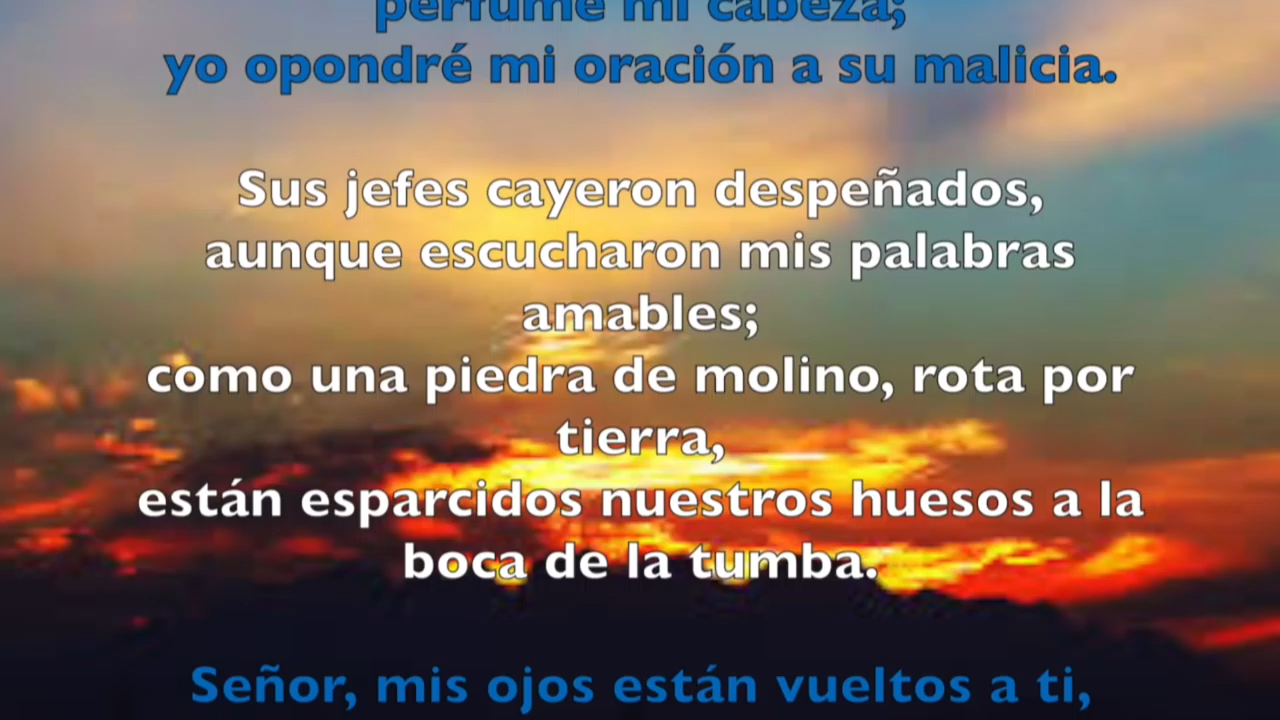 perfume mi cabeza;
yo opondré mi oración a su malicia.
Sus jefes cayeron despeñados,
aunque escucharon mis palabras
amables;
como una piedra de molino, rota por
tierra,
están esparcidos nuestros huesos a la
boca de la tumba.
Señor, mis ojos están vueltos a ti,